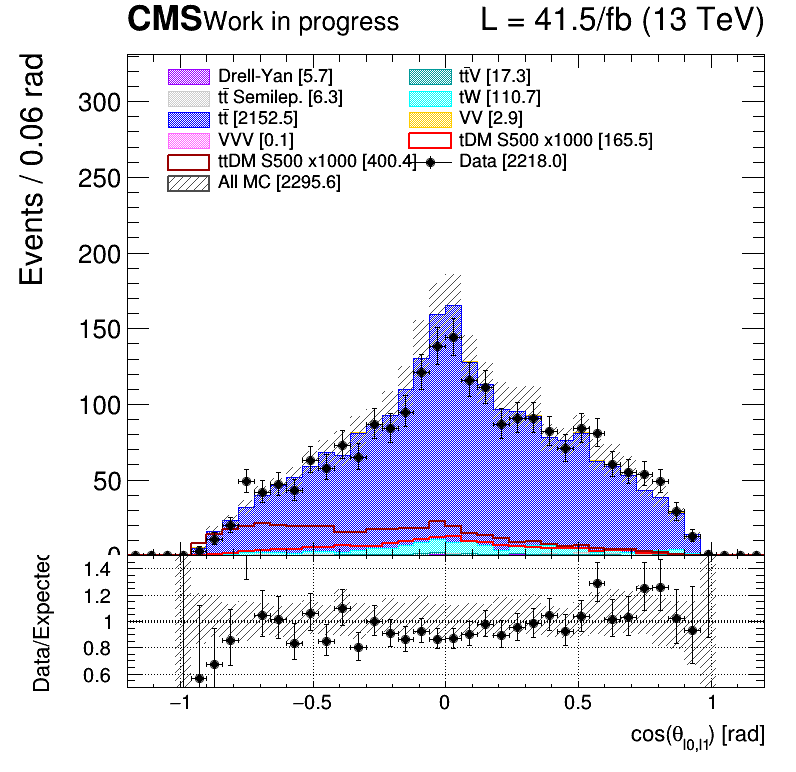 CMS Work in progress L = 41.5/fb (13 TeV)
Events / 0.06 rad
300
250
200
150
100
50
0
Drell-Yan [5.7]
tt̄V [17.3]
tt̄ Semilep. [6.3]
tW [110.7]
tt̄ [2152.5]
VV [2.9]
VVV [0.1]
tDM S500 x1000 [165.5]
ttDM S500 x1000 [400.4]
Data [2218.0]
All MC [2295.6]
Data/Expected
1.4
1.2
1
0.8
0.6
−1 −0.5 0 0.5 1
cos(θl0,l1) [rad]